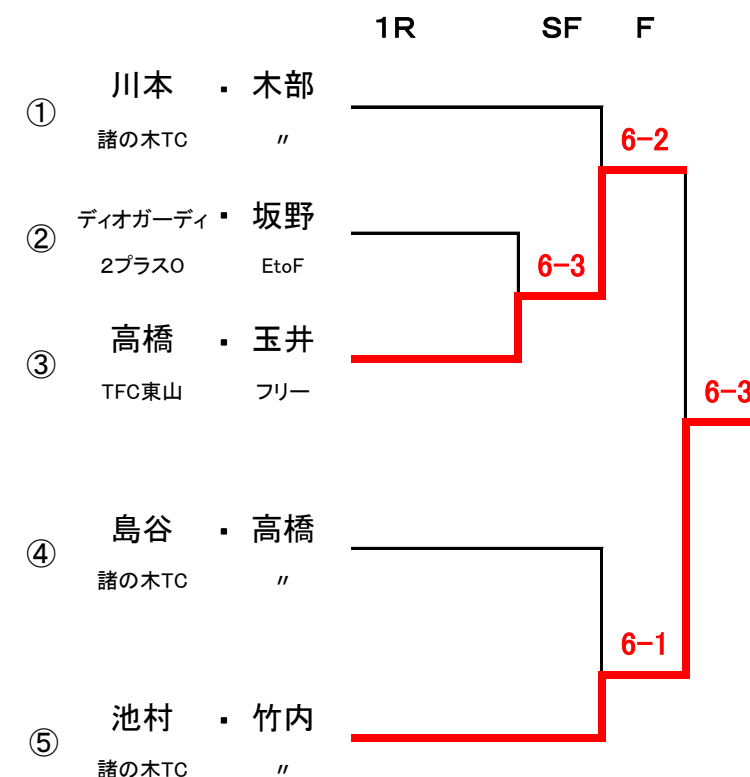 1R SF F
川本 ・ 木部
①
諸の木TC 〃
6-2
ディオガーディ ・ 坂野
②
2プラスO EtoF
6-3
高橋 ・ 玉井
③
TFC東山 フリー
6-3
島谷 ・ 高橋
④
諸の木TC 〃
6-1
池村 ・ 竹内
⑤
諸の木TC 〃